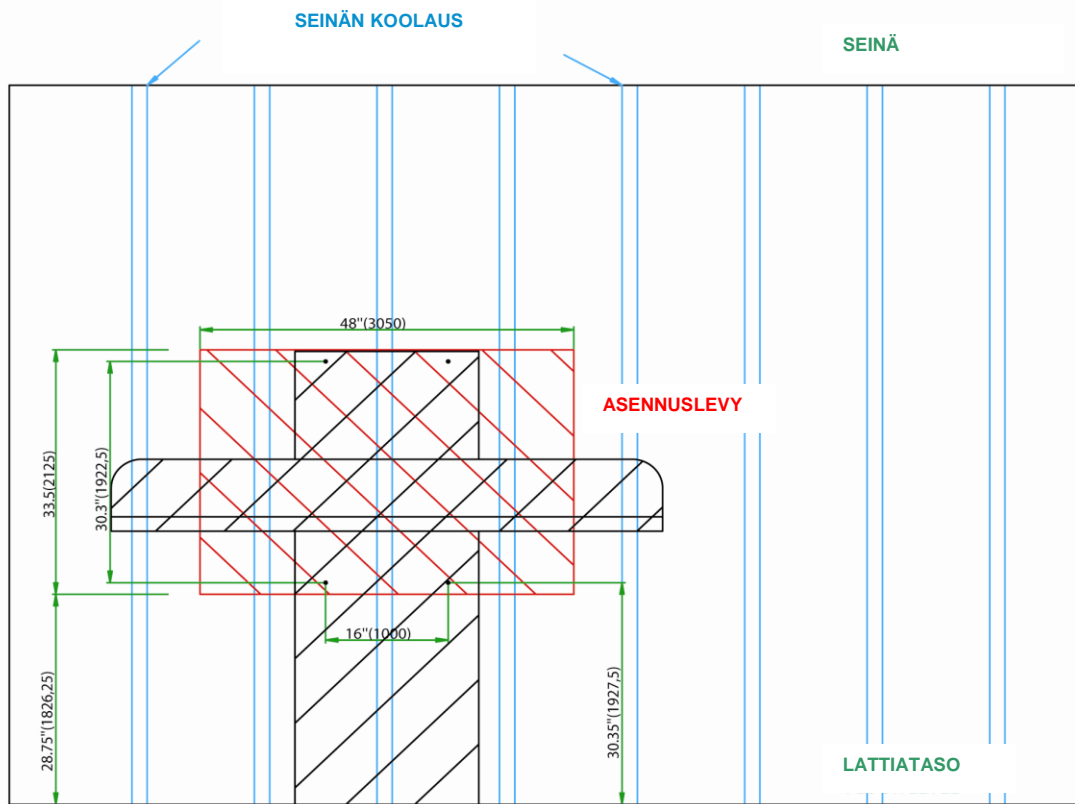 SEINÄN KOOLAUS
SEINÄ
48"(3050)
ASENNUSLEVY
33.5(2125)
30.3"(1922,5)
16"(1000)
28.75"(1826,25)
30.35"(1927,5)
LATTIATASO